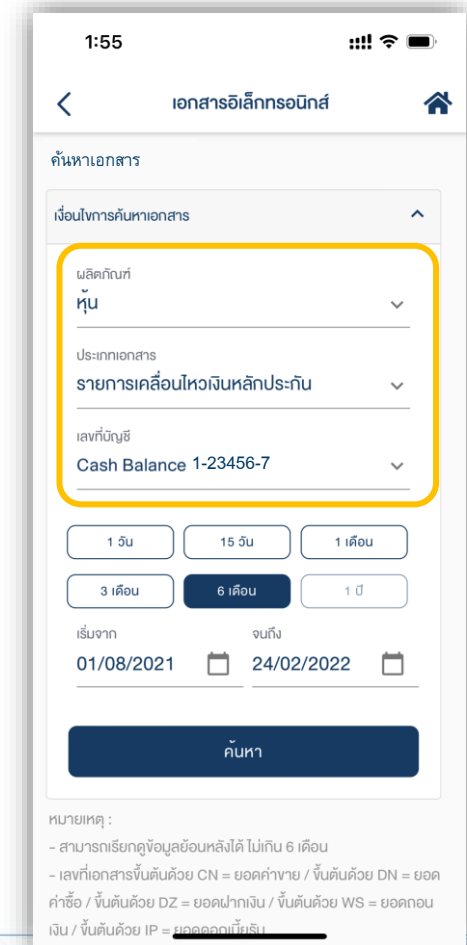 1:55
เอกสารอิเล็กทรอนิกส์
ค้นหาเอกสาร
เงื่อนไขการค้นหาเอกสาร
ผลิตภัณฑ์
หุ้น
ประเภทเอกสาร
รายการเคลื่อนไหวเงินหลักประกัน
เลขที่บัญชี
Cash Balance 1-23456-7
1 วัน 15 วัน 1 เดือน
3 เดือน 6 เดือน 1 ปี
เริ่มจาก จนถึง
01/08/2021 24/02/2022
ค้นหา
หมายเหตุ :
- สามารถเรียกดูข้อมูลย้อนหลังได้ ไม่เกิน 6 เดือน
- เลขที่เอกสารขึ้นต้นด้วย CN = ยอดค่าขาย / ขึ้นต้นด้วย DN = ยอด
ค่าซื้อ / ขึ้นต้นด้วย DZ = ยอดฝากเงิน / ขึ้นต้นด้วย WS = ยอดถอน
เงิน / ขึ้นต้นด้วย IP = ยอดดอกเบี้ยรับ